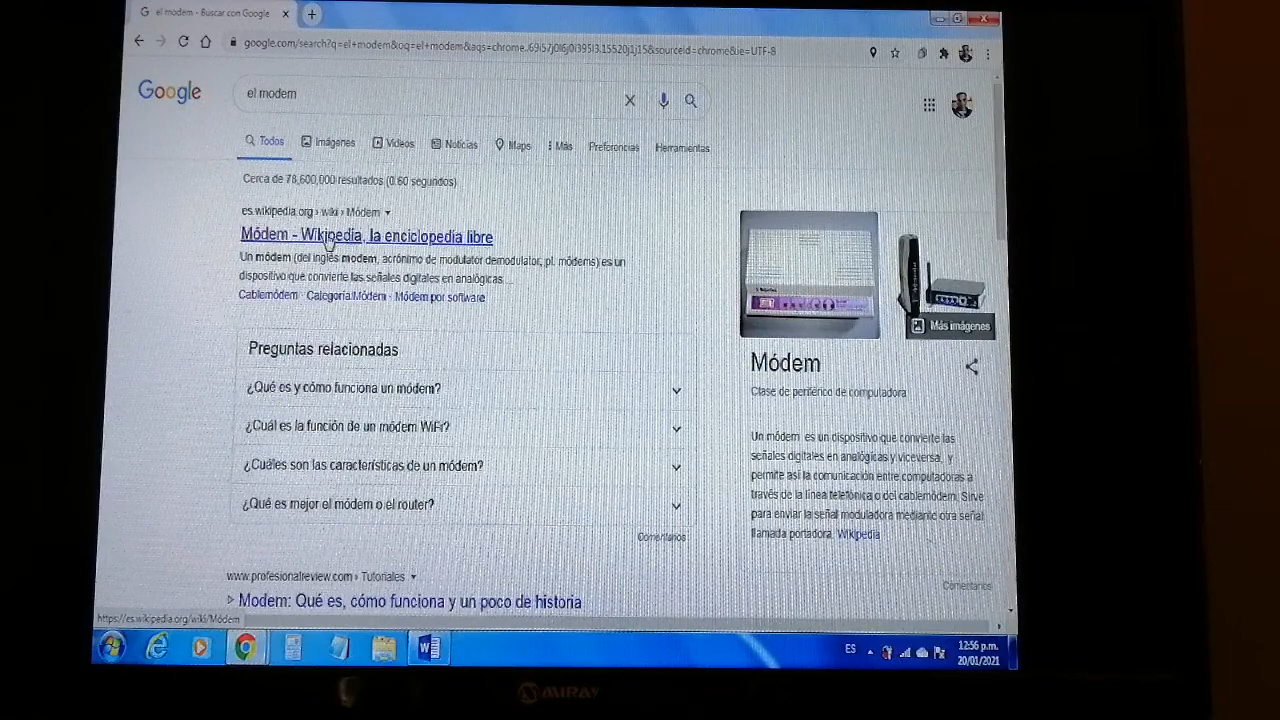 el modem - Buscar con Google
google.com/search?q=el+modem&oq=el+modem&aqs=chrome..69i57j0i6j0i395l3.15520j1j15&sourceid=chrome&ie=UTF-8
Google
el modem
Todos Imágenes Videos Noticias Maps Más Preferencias Herramientas
Cerca de 78,600,000 resultados (0.60 segundos)
es.wikipedia.org › wiki › Módem
Módem - Wikipedia, la enciclopedia libre
Un módem (del inglés modem, acrónimo de modulator demodulator; pl. módems) es un
dispositivo que convierte las señales digitales en analógicas ...
Cablemódem · Categoría:Módem · Módem por software
Preguntas relacionadas
¿Qué es y cómo funciona un módem?
¿Cuál es la función de un módem WiFi?
¿Cuáles son las características de un módem?
¿Qué es mejor el módem o el router?
Comentarios
www.profesionalreview.com › Tutoriales
Modem: Qué es, cómo funciona y un poco de historia
Más imágenes
Módem
Clase de periférico de computadora
Un módem es un dispositivo que convierte las
señales digitales en analógicas y viceversa, y
permite así la comunicación entre computadoras a
través de la línea telefónica o del cablemódem. Sirve
para enviar la señal moduladora mediante otra señal
llamada portadora. Wikipedia
Comentarios
https://es.wikipedia.org/wiki/Módem
ES
12:56 p.m.
20/01/2021
MIRAY